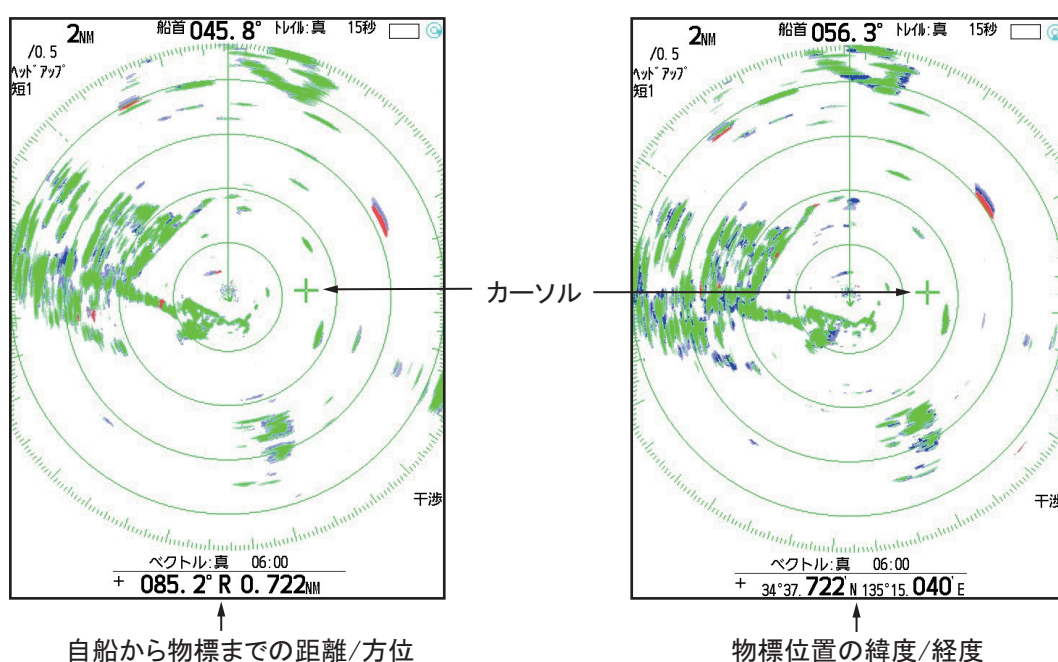 2NM
船首 045.8° トレイル:真 15秒
/0.5
ヘッドアップ
短1
干渉
ベクトル:真 06:00
+ 085.2° R 0.722NM
自船から物標までの距離/方位
カーソル
2NM
船首 056.3° トレイル:真 15秒
/0.5
ヘッドアップ
短1
干渉
ベクトル:真 06:00
+ 34°37.722' N 135°15.040' E
物標位置の緯度/経度